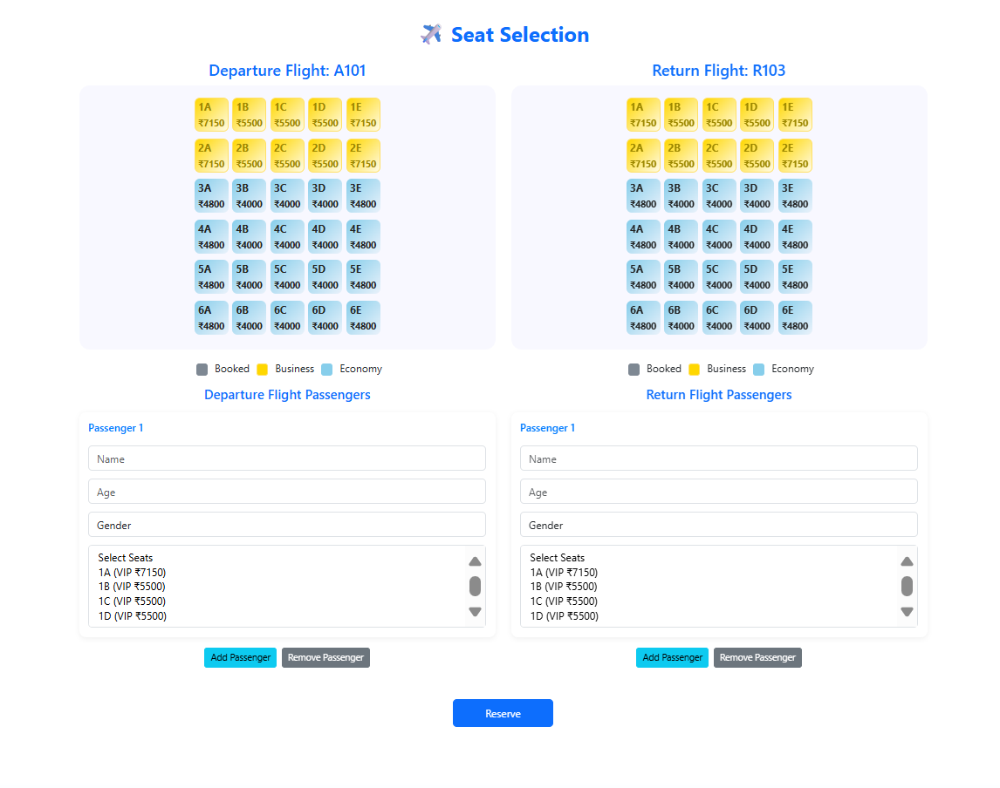 Seat Selection
Departure Flight: A101
1A 1B 1C 1D 1E
₹7150 ₹5500 ₹5500 ₹5500 ₹7150
2A 2B 2C 2D 2E
₹7150 ₹5500 ₹5500 ₹5500 ₹7150
3A 3B 3C 3D 3E
₹4800 ₹4000 ₹4000 ₹4000 ₹4800
4A 4B 4C 4D 4E
₹4800 ₹4000 ₹4000 ₹4000 ₹4800
5A 5B 5C 5D 5E
₹4800 ₹4000 ₹4000 ₹4000 ₹4800
6A 6B 6C 6D 6E
₹4800 ₹4000 ₹4000 ₹4000 ₹4800
Booked Business Economy
Departure Flight Passengers
Passenger 1
Name
Age
Gender
Select Seats
1A (VIP ₹7150)
1B (VIP ₹5500)
1C (VIP ₹5500)
1D (VIP ₹5500)
Add Passenger Remove Passenger
Return Flight: R103
1A 1B 1C 1D 1E
₹7150 ₹5500 ₹5500 ₹5500 ₹7150
2A 2B 2C 2D 2E
₹7150 ₹5500 ₹5500 ₹5500 ₹7150
3A 3B 3C 3D 3E
₹4800 ₹4000 ₹4000 ₹4000 ₹4800
4A 4B 4C 4D 4E
₹4800 ₹4000 ₹4000 ₹4000 ₹4800
5A 5B 5C 5D 5E
₹4800 ₹4000 ₹4000 ₹4000 ₹4800
6A 6B 6C 6D 6E
₹4800 ₹4000 ₹4000 ₹4000 ₹4800
Booked Business Economy
Return Flight Passengers
Passenger 1
Name
Age
Gender
Select Seats
1A (VIP ₹7150)
1B (VIP ₹5500)
1C (VIP ₹5500)
1D (VIP ₹5500)
Add Passenger Remove Passenger
Reserve